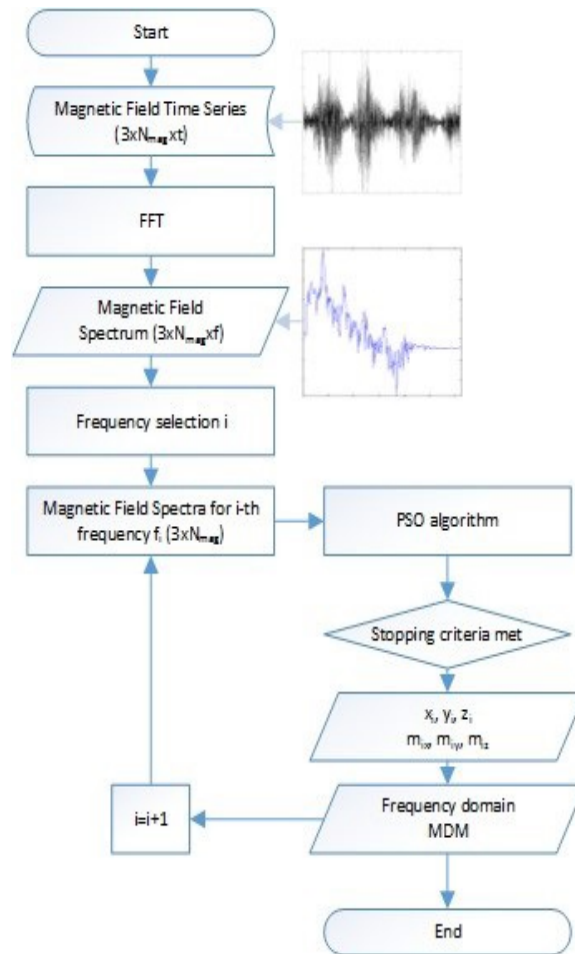 Start
Magnetic Field Time Series
(3xNmagxt)
FFT
Magnetic Field
Spectrum (3xNmagxf)
Frequency selection i
Magnetic Field Spectra for i-th
frequency fi (3xNmag)
PSO algorithm
Stopping criteria met
xi, yi, zi
mix, miy, miz
Frequency domain
MDM
i=i+1
End